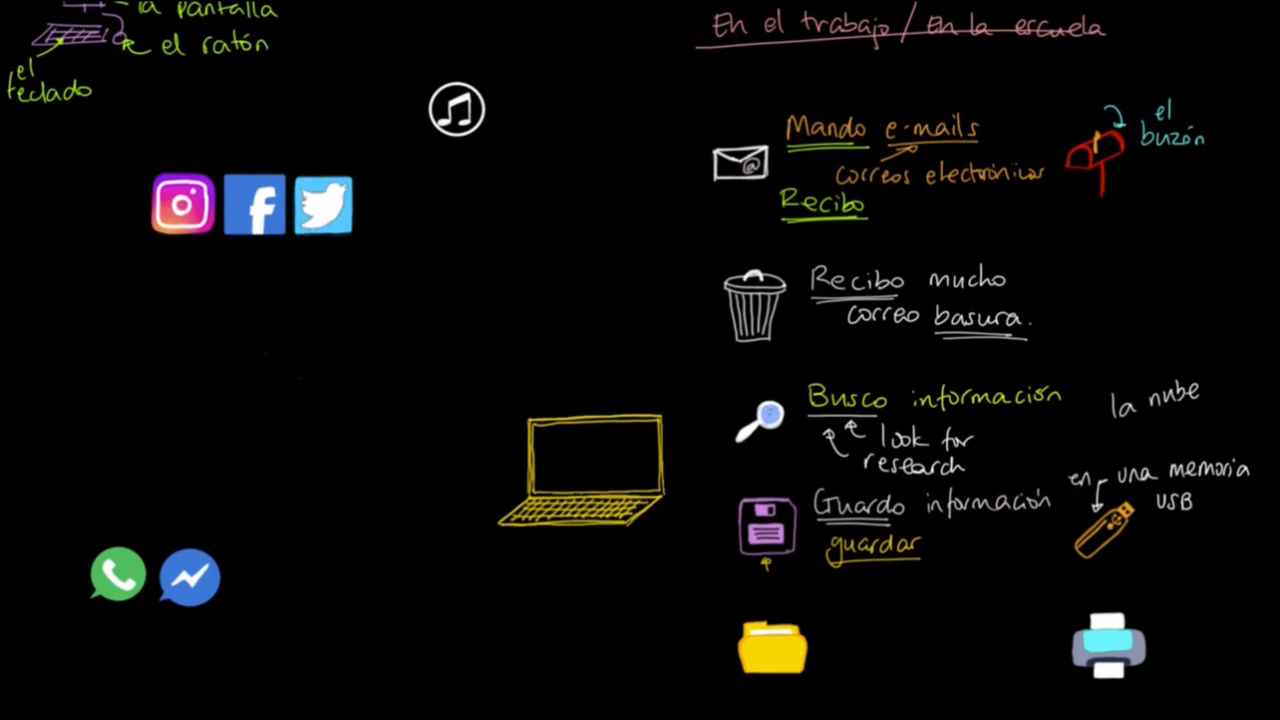 la pantalla
el ratón
el
teclado
En el trabajo / En la escuela
Mando e-mails
correos electrónicos
Recibo
el
buzón
Recibo mucho
correo basura.
Busco información
look for
research
la nube
Guardo información
guardar
en una memoria
USB